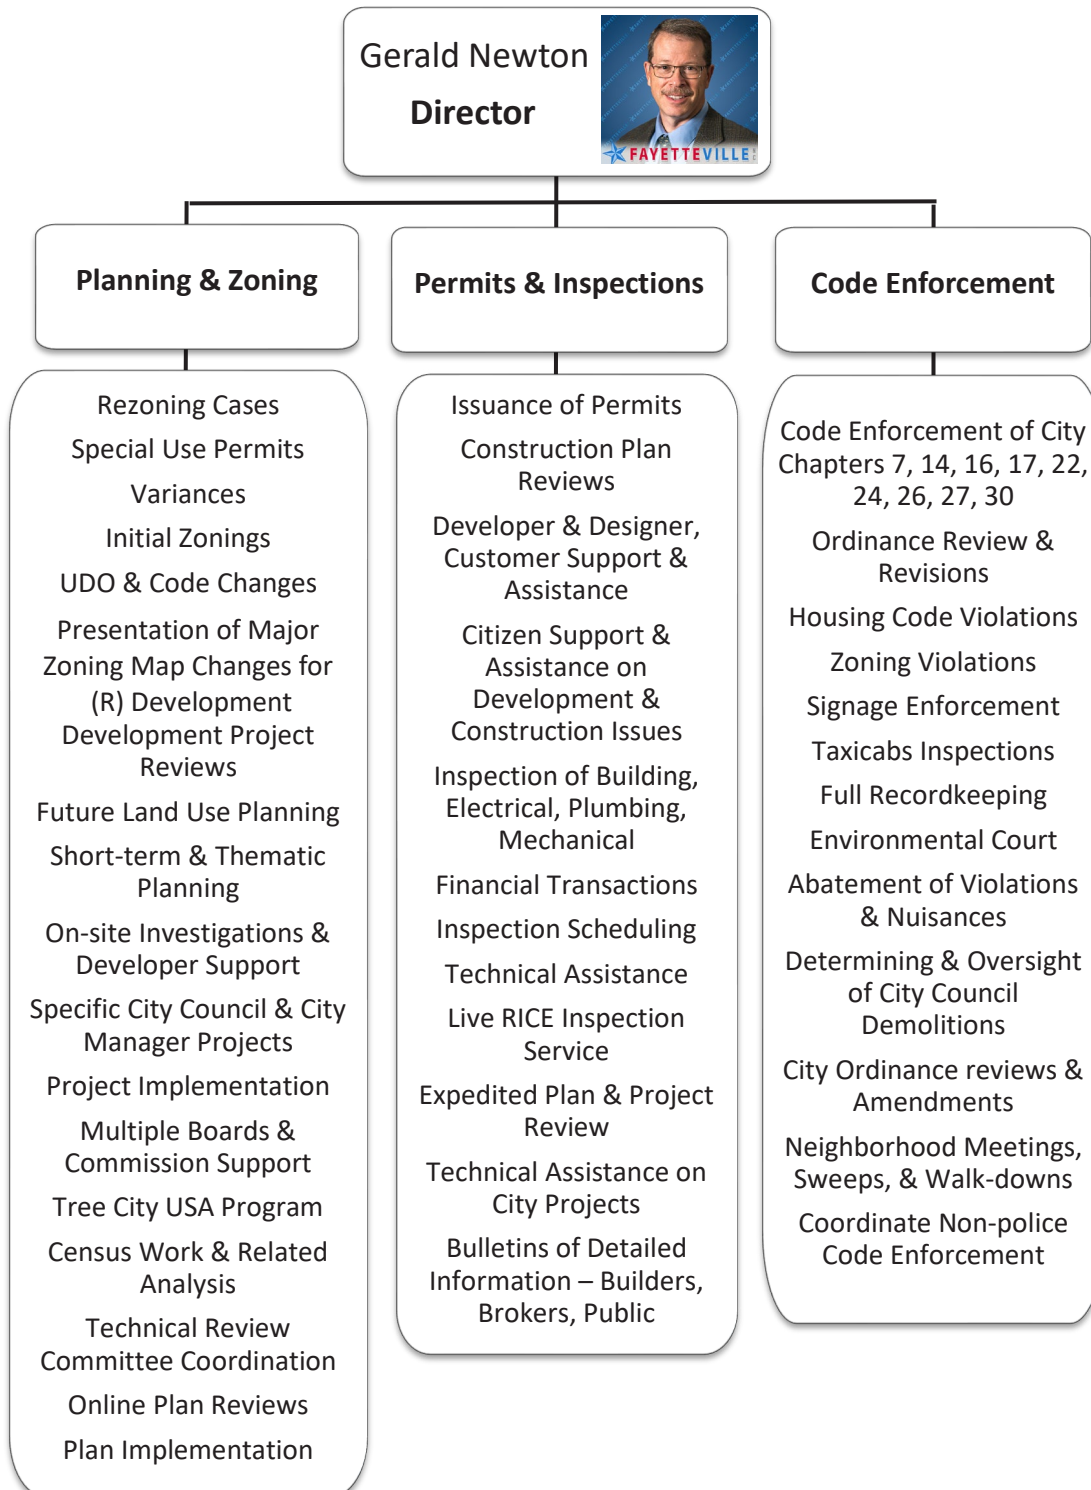 Gerald Newton
Director
FAYETTEVILLE
Planning & Zoning
Rezoning Cases
Special Use Permits
Variances
Initial Zonings
UDO & Code Changes
Presentation of Major
Zoning Map Changes for
(R) Development
Development Project
Reviews
Future Land Use Planning
Short-term & Thematic
Planning
On-site Investigations &
Developer Support
Specific City Council & City
Manager Projects
Project Implementation
Multiple Boards &
Commission Support
Tree City USA Program
Census Work & Related
Analysis
Technical Review
Committee Coordination
Online Plan Reviews
Plan Implementation
Permits & Inspections
Issuance of Permits
Construction Plan
Reviews
Developer & Designer,
Customer Support &
Assistance
Citizen Support &
Assistance on
Development &
Construction Issues
Inspection of Building,
Electrical, Plumbing,
Mechanical
Financial Transactions
Inspection Scheduling
Technical Assistance
Live RICE Inspection
Service
Expedited Plan & Project
Review
Technical Assistance on
City Projects
Bulletins of Detailed
Information – Builders,
Brokers, Public
Code Enforcement
Code Enforcement of City
Chapters 7, 14, 16, 17, 22,
24, 26, 27, 30
Ordinance Review &
Revisions
Housing Code Violations
Zoning Violations
Signage Enforcement
Taxicabs Inspections
Full Recordkeeping
Environmental Court
Abatement of Violations
& Nuisances
Determining & Oversight
of City Council
Demolitions
City Ordinance reviews &
Amendments
Neighborhood Meetings,
Sweeps, & Walk-downs
Coordinate Non-police
Code Enforcement